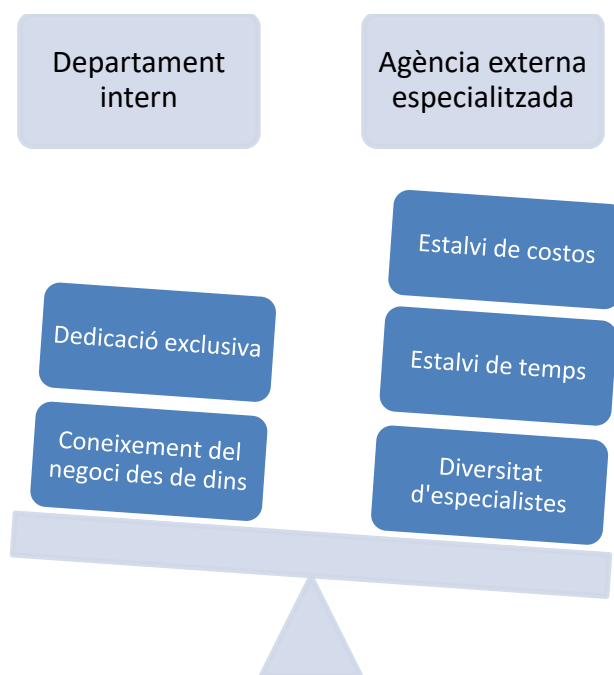 Departament
intern
Agència externa
especialitzada
Estalvi de costos
Dedicació exclusiva
Estalvi de temps
Coneixement del
negoci des de dins
Diversitat
d'especialistes